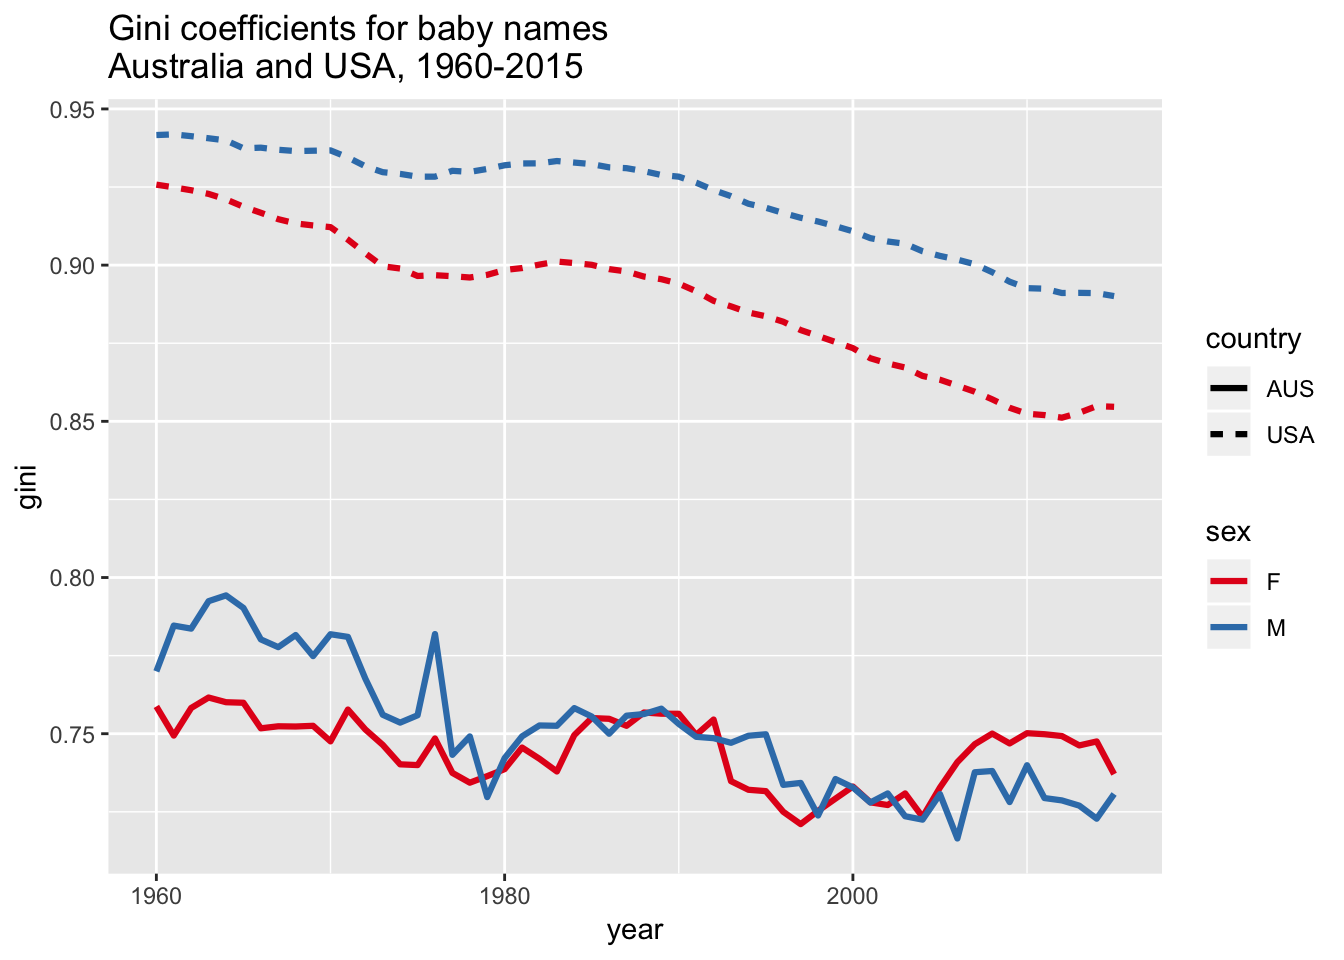 Gini coefficients for baby names
Australia and USA, 1960-2015
0.95
0.90
0.85
0.80
0.75
gini
1960
1980
2000
year
country
AUS
USA
sex
F
M